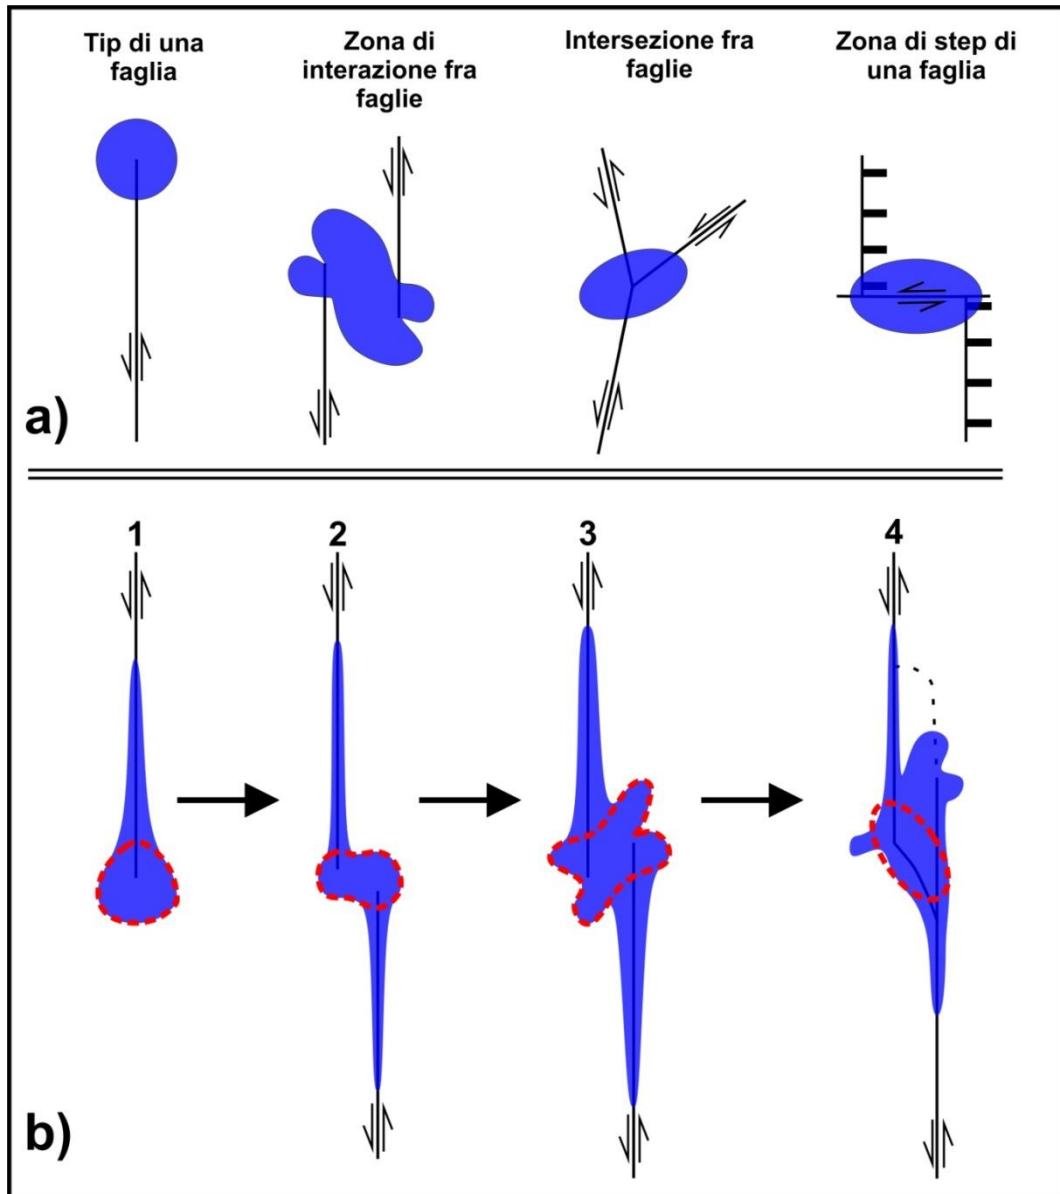 Tip di una
faglia
Zona di
interazione fra
faglie
Intersezione fra
faglie
Zona di step di
una faglia
a)
1
2
3
4
b)